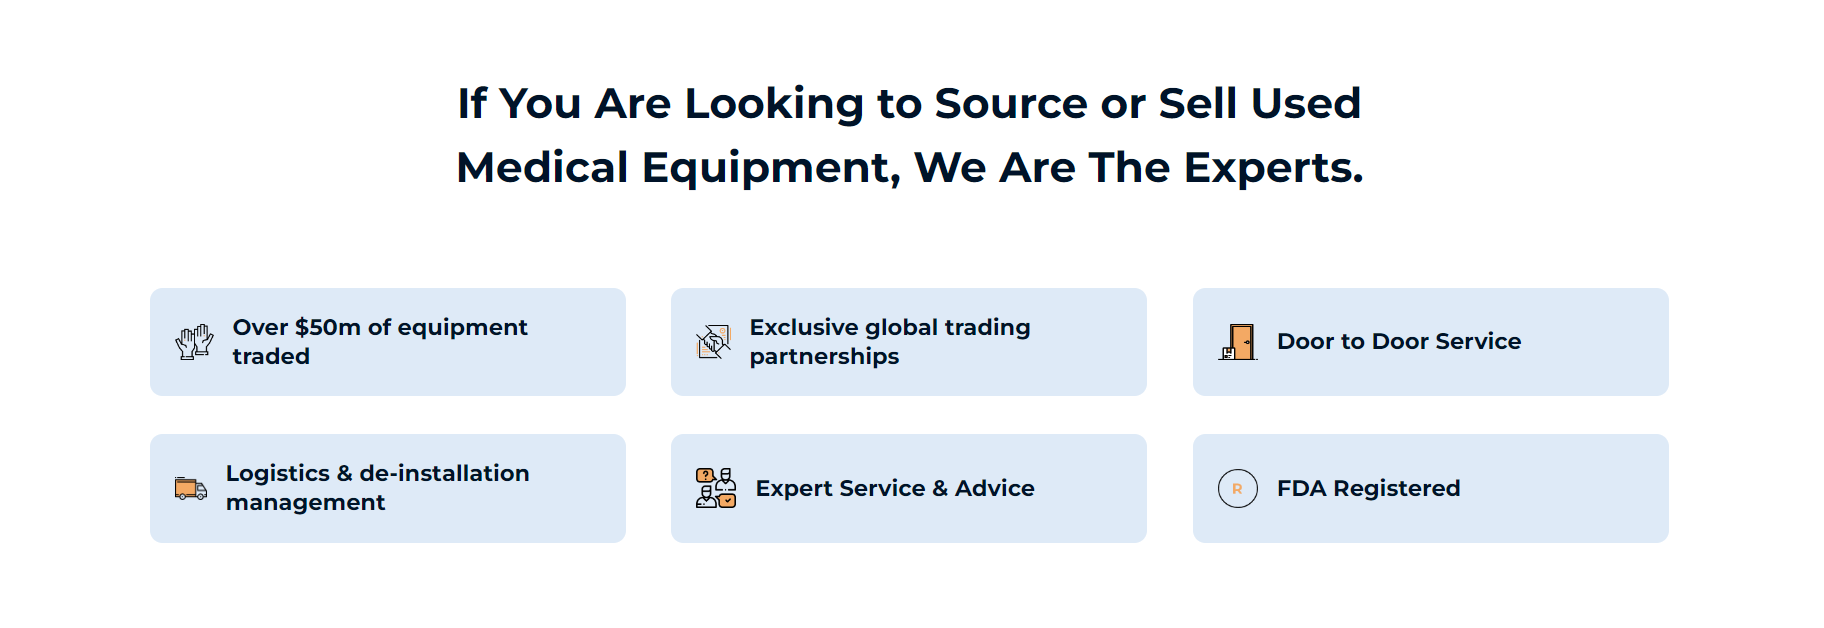 If You Are Looking to Source or Sell Used
Medical Equipment, We Are The Experts.
Over $50m of equipment
traded
Exclusive global trading
partnerships
Door to Door Service
Logistics & de-installation
management
?
Expert Service & Advice
R
FDA Registered